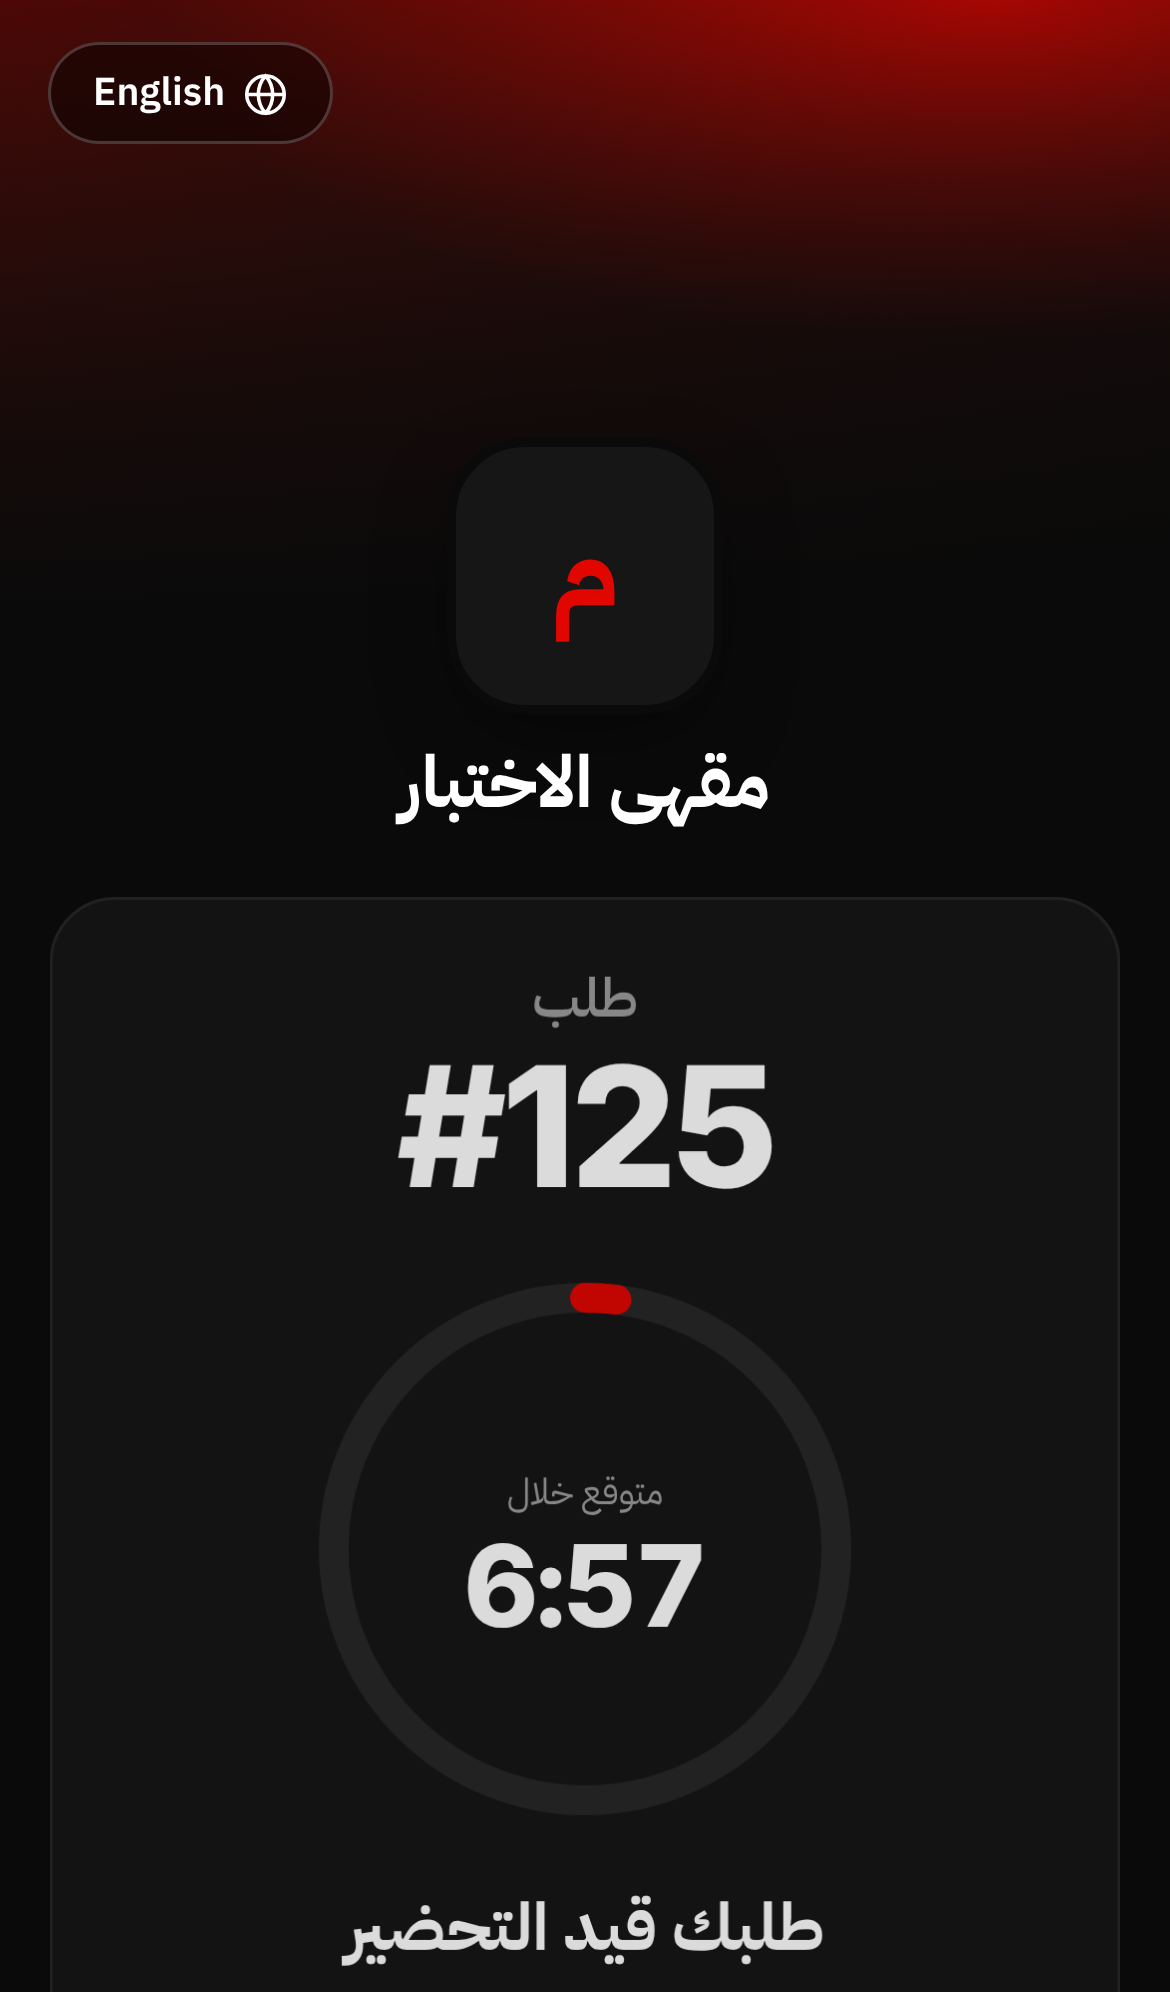 English
م
مقهى الاختبار
طلب
#125
متوقع خلال
6:57
طلبك قيد التحضير